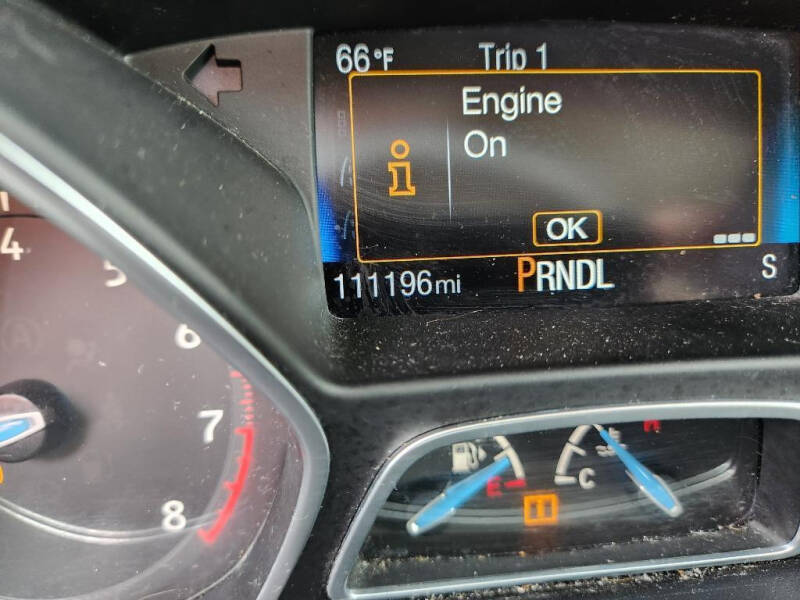 66°F Trip 1
Engine
On
i
OK
111196mi PRNDL S
4
5
6
7
8
E
C
H